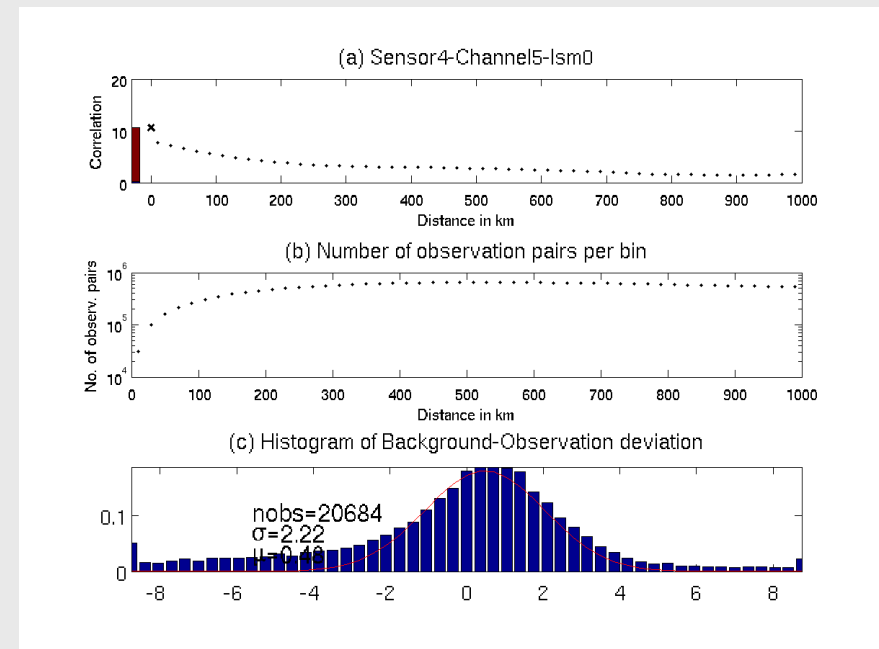 (a) Sensor4-Channel5-lsm0
20
10
0
Correlation
0 100 200 300 400 500 600 700 800 900 1000
Distance in km
(b) Number of observation pairs per bin
10^6
10^5
10^4
No. of observ. pairs
0 100 200 300 400 500 600 700 800 900 1000
Distance in km
(c) Histogram of Background-Observation deviation
0.1
0
nobs=20684
σ=2.22
μ=0.48
-8 -6 -4 -2 0 2 4 6 8